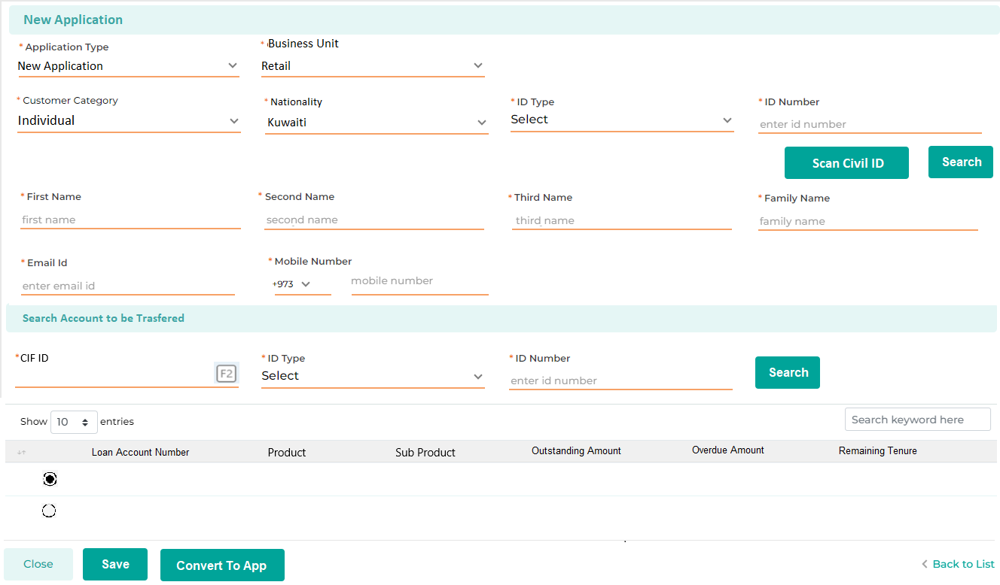 New Application
* Application Type
* Business Unit
New Application
Retail
* Customer Category
* Nationality
* ID Type
* ID Number
Individual
Kuwaiti
Select
enter id number
Scan Civil ID
Search
* First Name
* Second Name
* Third Name
* Family Name
first name
second name
third name
family name
* Email Id
* Mobile Number
enter email id
+973
mobile number
Search Account to be Trasfered
* CIF ID
* ID Type
* ID Number
F2
Select
enter id number
Search
Show 10 entries
Search keyword here
Loan Account Number
Product
Sub Product
Outstanding Amount
Overdue Amount
Remaining Tenure
Close
Save
Convert To App
Back to List